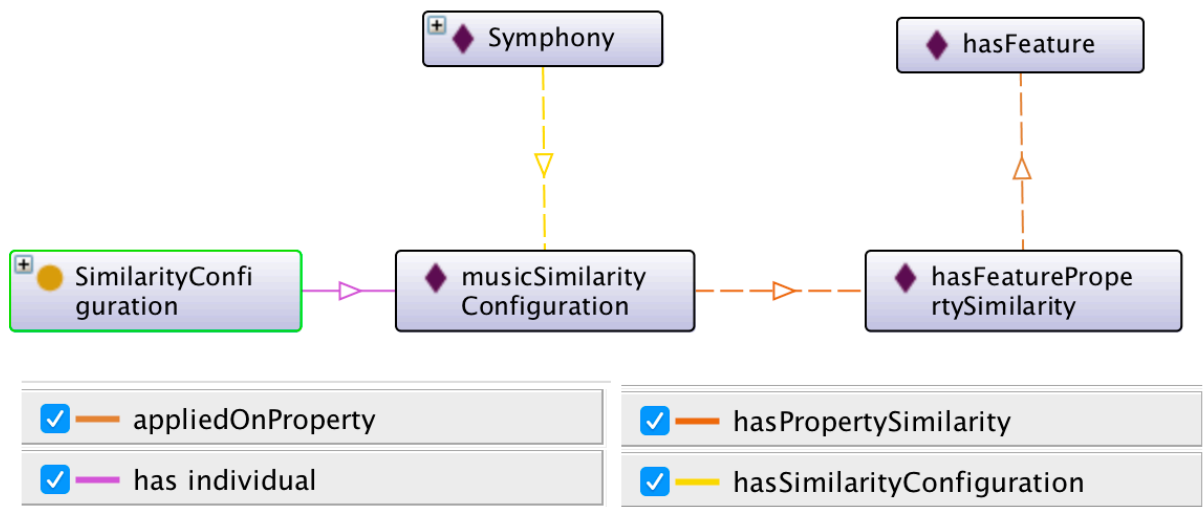 Symphony
hasFeature
SimilarityConfi
guration
musicSimilarity
Configuration
hasFeaturePrope
rtySimilarity
appliedOnProperty
hasPropertySimilarity
has individual
hasSimilarityConfiguration